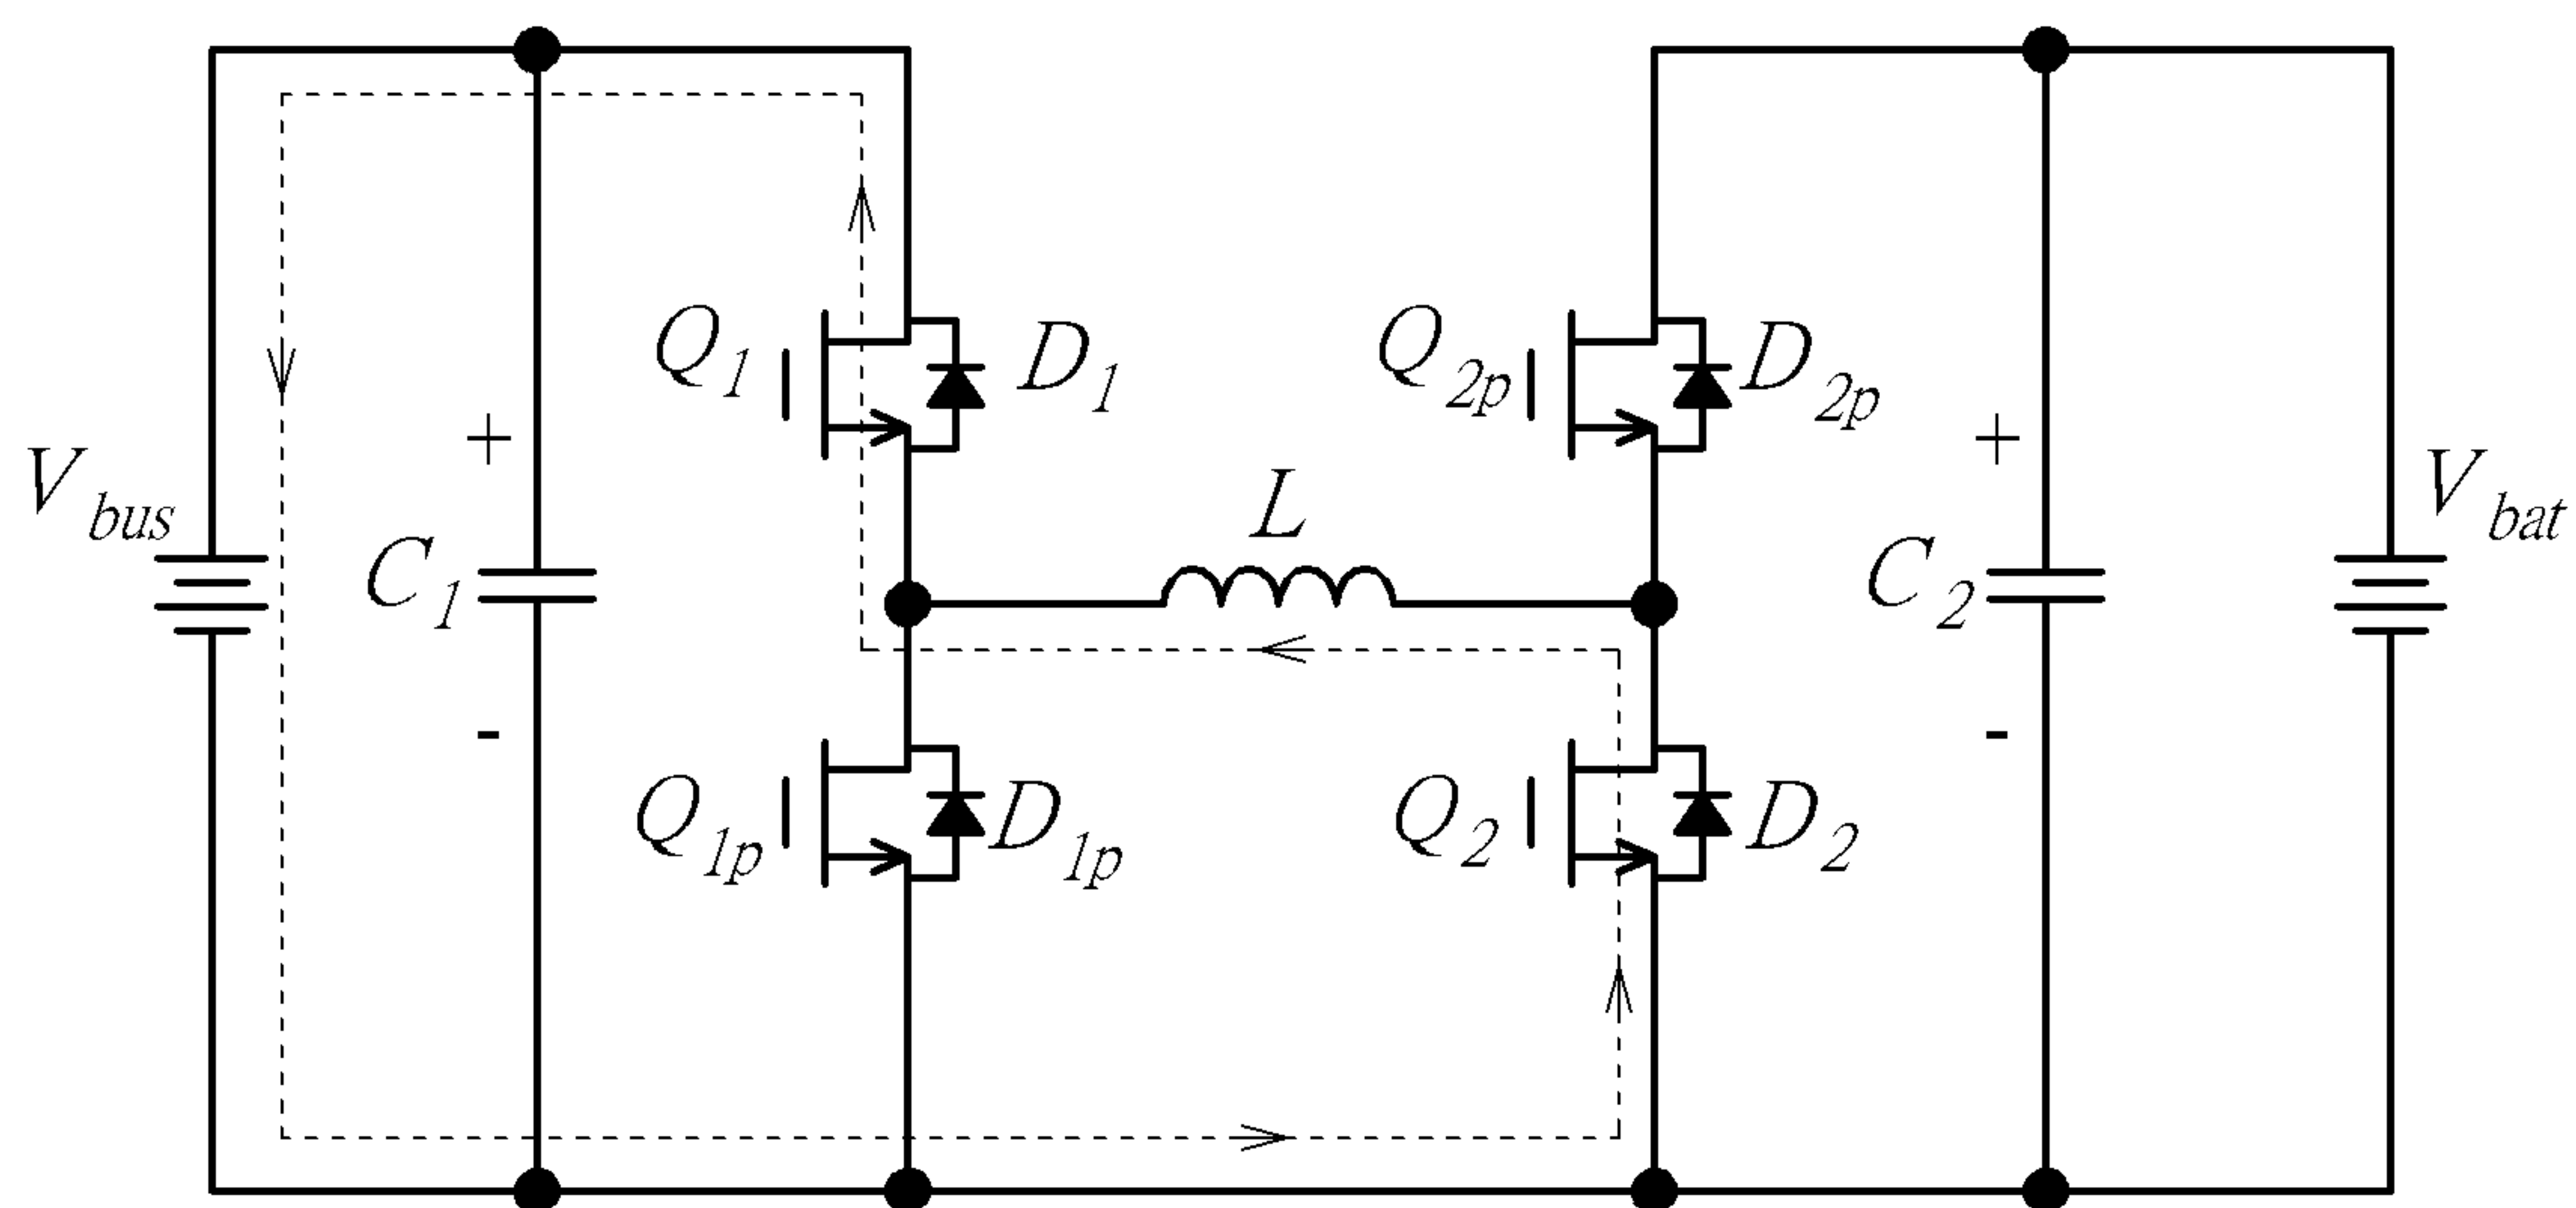 Q1
D1
Q2p
D2p
Vbus
+
C1
-
L
+
C2
-
Vbat
Q1p
D1p
Q2
D2